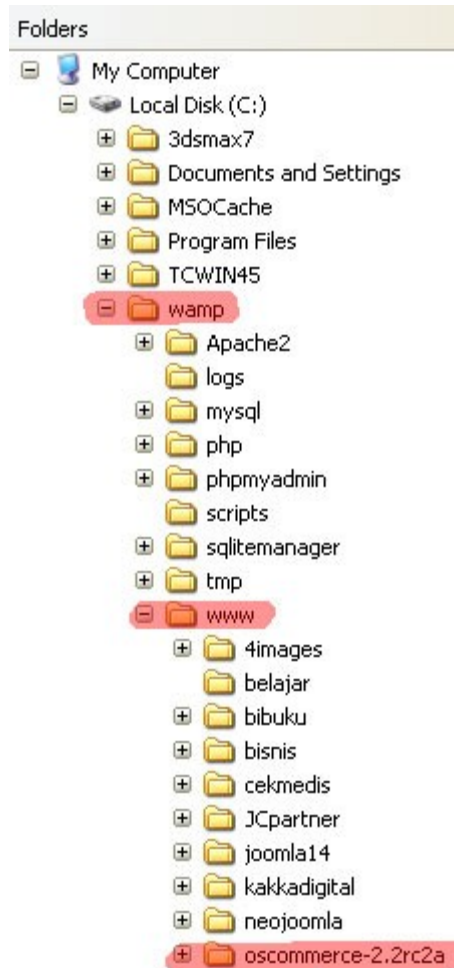 Folders
My Computer
Local Disk (C:)
3dsmax7
Documents and Settings
MSOCache
Program Files
TCWIN45
wamp
Apache2
logs
mysql
php
phpmyadmin
scripts
sqlitemanager
tmp
www
4images
belajar
bibuku
bisnis
cekmedis
JCpartner
joomla14
kakkadigital
neojoomla
oscommerce-2.2rc2a